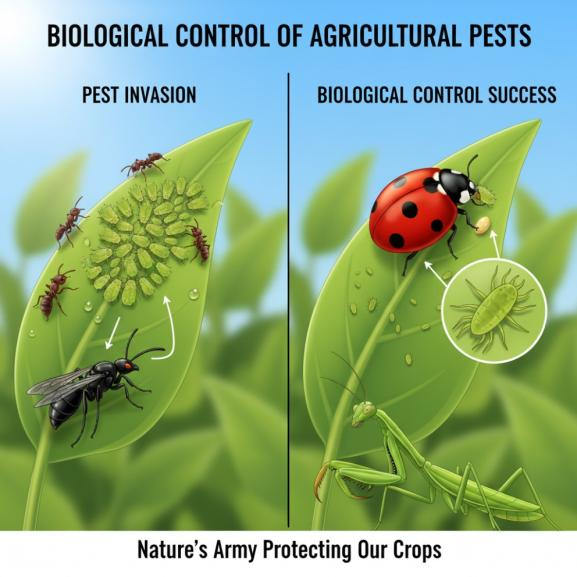 BIOLOGICAL CONTROL OF AGRICULTURAL PESTS
PEST INVASION
BIOLOGICAL CONTROL SUCCESS
Nature's Army Protecting Our Crops